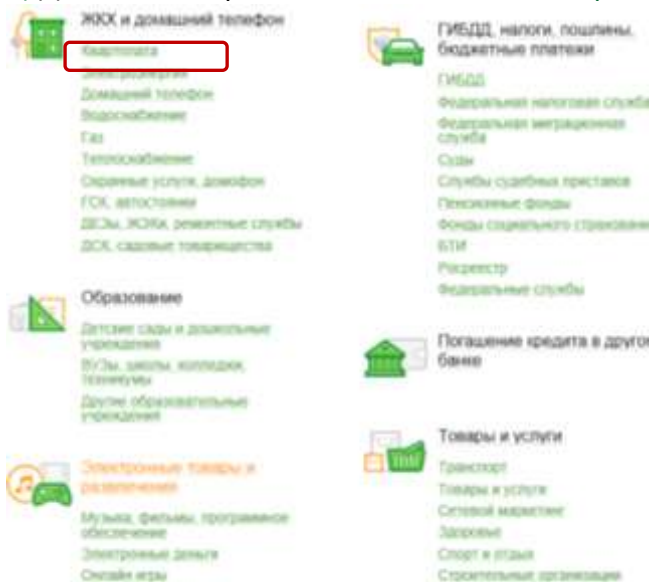 ЖКХ и домашний телефон
Квартплата
Электроэнергия
Домашний телефон
Водоснабжение
Газ
Теплоснабжение
Охранные услуги, домофон
ГСК, автостоянки
ДЕЗы, ЖЭКи, ремонтные службы
ДСК, садовые товарищества
Образование
Детские сады и дошкольные
учреждения
ВУЗы, школы, колледжи,
техникумы
Другие образовательные
учреждения
Электронные товары и
развлечения
Музыка, фильмы, программное
обеспечение
Электронные деньги
Онлайн игры
ГИБДД, налоги, пошлины,
бюджетные платежи
ГИБДД
Федеральная налоговая служба
Федеральная миграционная
служба
Суды
Службы судебных приставов
Пенсионные фонды
Фонды социального страхования
БТИ
Росреестр
Федеральные службы
Погашение кредита в другом
банке
Товары и услуги
Транспорт
Товары и услуги
Сетевой маркетинг
Здоровье
Спорт и отдых
Строительные организации